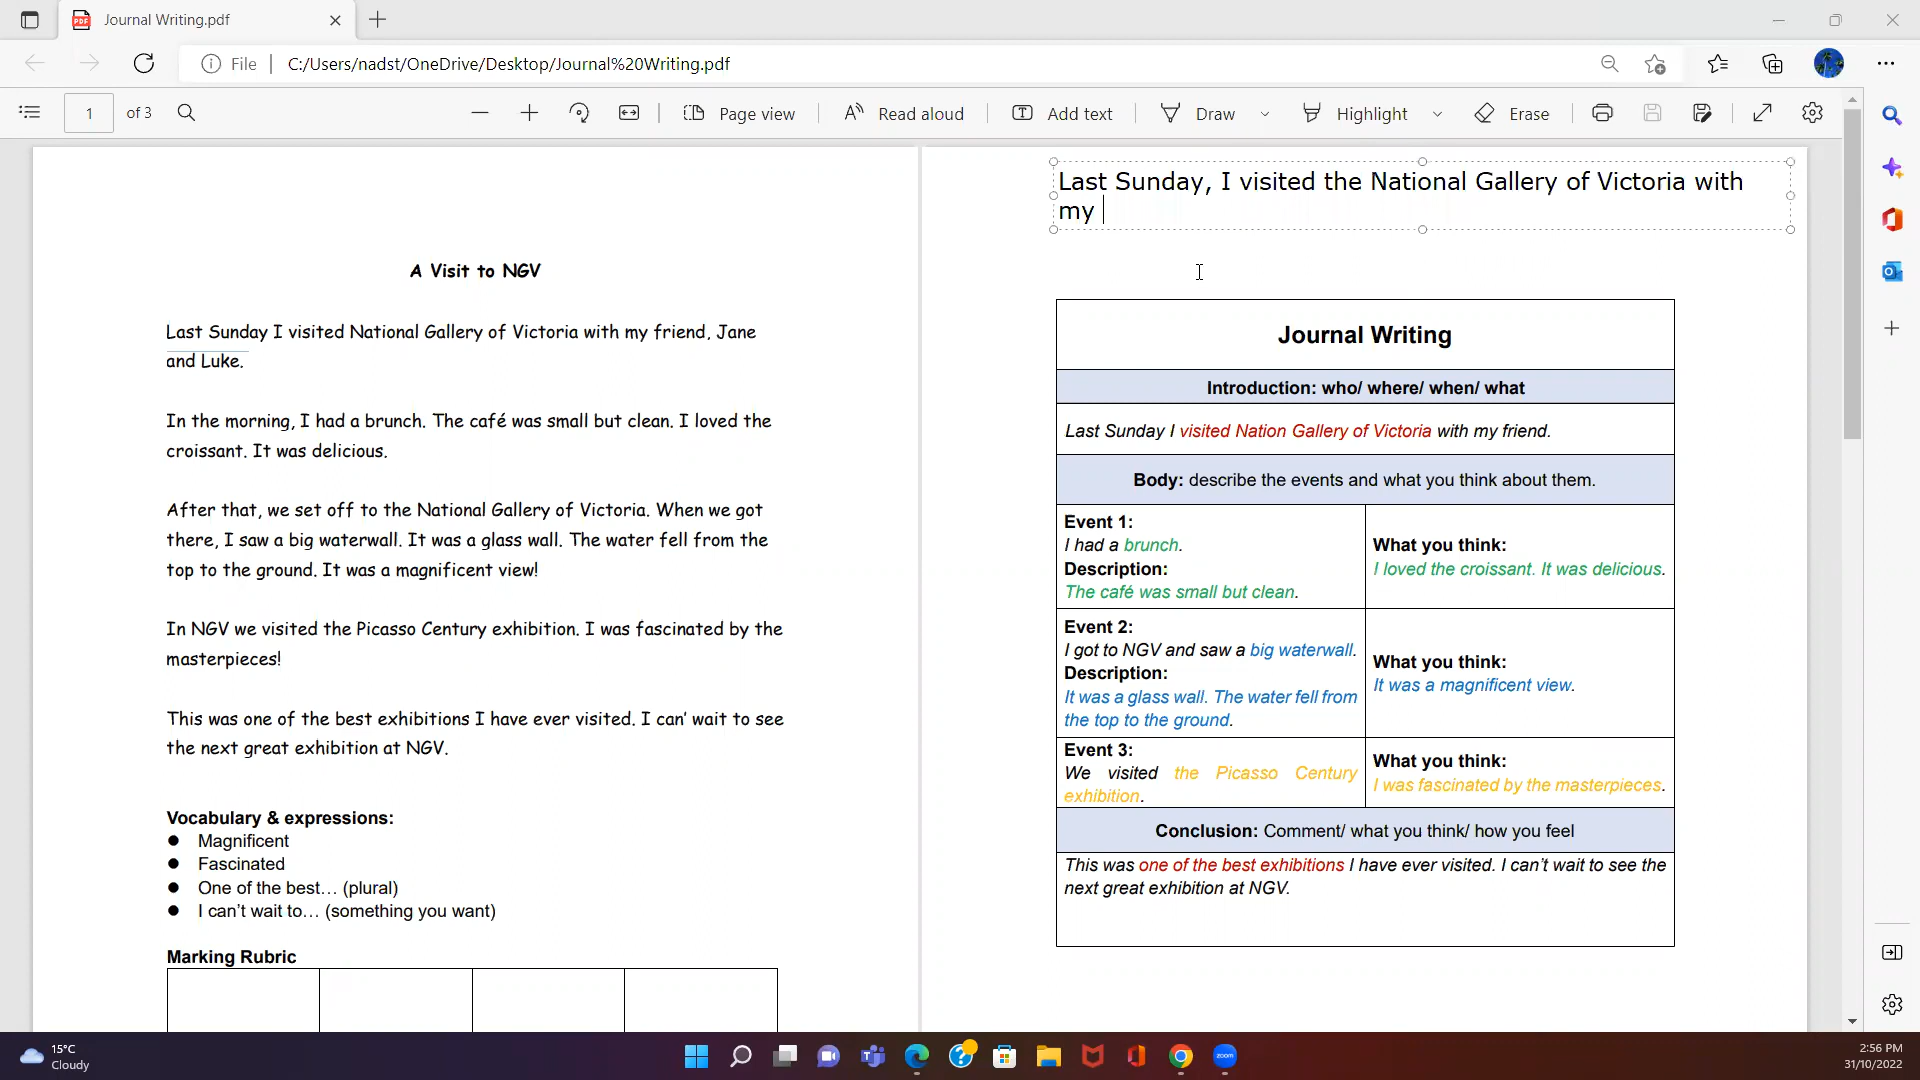 Journal Writing.pdf
File
C:/Users/nadst/OneDrive/Desktop/Journal%20Writing.pdf
1
of 3
Page view
Read aloud
Add text
Draw
Highlight
Erase
A Visit to NGV
Last Sunday I visited National Gallery of Victoria with my friend, Jane
and Luke.
In the morning, I had a brunch. The café was small but clean. I loved the
croissant. It was delicious.
After that, we set off to the National Gallery of Victoria. When we got
there, I saw a big waterwall. It was a glass wall. The water fell from the
top to the ground. It was a magnificent view!
In NGV we visited the Picasso Century exhibition. I was fascinated by the
masterpieces!
This was one of the best exhibitions I have ever visited. I can’ wait to see
the next great exhibition at NGV.
Vocabulary & expressions:
● Magnificent
● Fascinated
● One of the best… (plural)
● I can’t wait to… (something you want)
Marking Rubric
Last Sunday, I visited the National Gallery of Victoria with
my
Journal Writing
Introduction: who/ where/ when/ what
Last Sunday I visited Nation Gallery of Victoria with my friend.
Body: describe the events and what you think about them.
Event 1:
I had a brunch.
Description:
The café was small but clean.
What you think:
I loved the croissant. It was delicious.
Event 2:
I got to NGV and saw a big waterwall.
Description:
It was a glass wall. The water fell from
the top to the ground.
What you think:
It was a magnificent view.
Event 3:
We visited the Picasso Century
exhibition.
What you think:
I was fascinated by the masterpieces.
Conclusion: Comment/ what you think/ how you feel
This was one of the best exhibitions I have ever visited. I can’t wait to see the
next great exhibition at NGV.
15°C
Cloudy
2:56 PM
31/10/2022